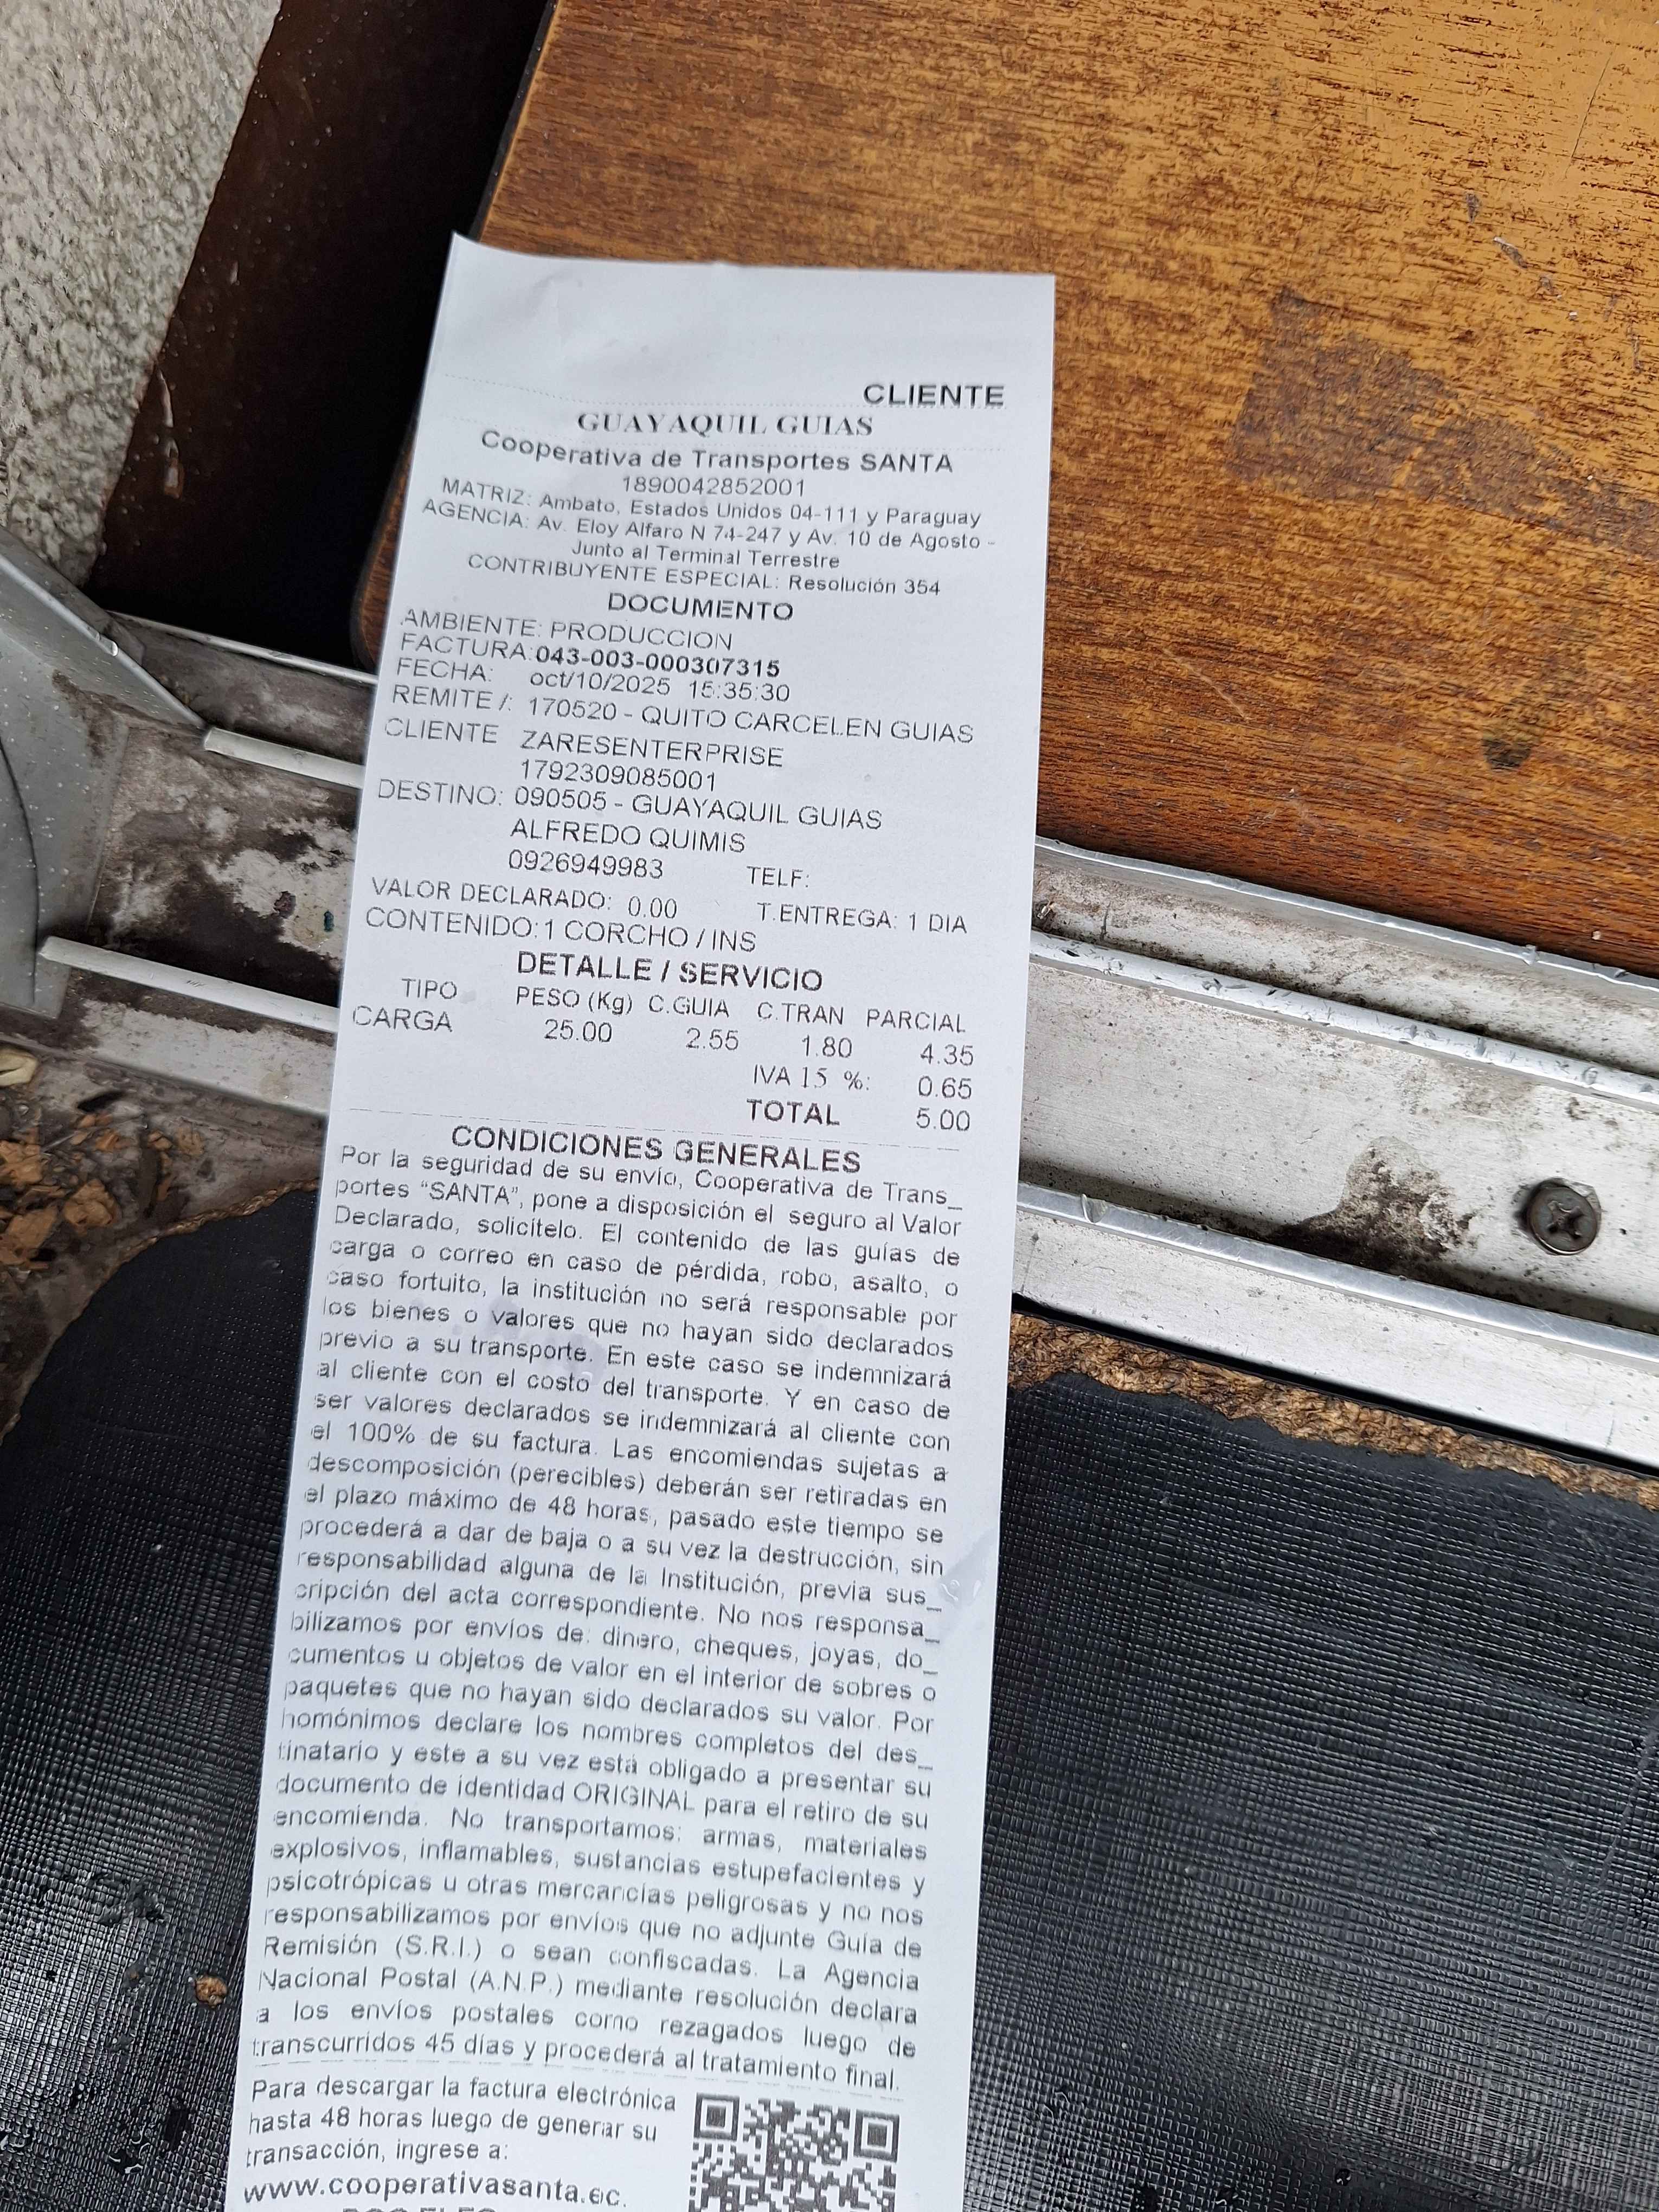 CLIENTE
GUAYAQUIL GUIAS
Cooperativa de Transportes SANTA
1890042852001
MATRIZ: Ambato, Estados Unidos 04-111 y Paraguay
AGENCIA: Av. Eloy Alfaro N 74-247 y Av. 10 de Agosto -
Junto al Terminal Terrestre
CONTRIBUYENTE ESPECIAL: Resolución 354
DOCUMENTO
AMBIENTE: PRODUCCION
FACTURA:043-003-000307315
FECHA: oct/10/2025 15:35:30
REMITE /: 170520 - QUITO CARCELEN GUIAS
CLIENTE ZARESENTERPRISE
1792309085001
DESTINO: 090505 - GUAYAQUIL GUIAS
ALFREDO QUIMIS
0926949983 TELF:
VALOR DECLARADO: 0.00 T.ENTREGA: 1 DIA
CONTENIDO:1 CORCHO / INS
DETALLE / SERVICIO
TIPO PESO (Kg) C.GUIA C.TRAN PARCIAL
CARGA 25.00 2.55 1.80 4.35
IVA 15 %: 0.65
TOTAL 5.00
CONDICIONES GENERALES
Por la seguridad de su envío, Cooperativa de Trans_
portes “SANTA”, pone a disposición el seguro al Valor
Declarado, solicítelo. El contenido de las guías de
carga o correo en caso de pérdida, robo, asalto, o
caso fortuito, la institución no será responsable por
los bienes o valores que no hayan sido declarados
previo a su transporte. En este caso se indemnizará
al cliente con el costo del transporte. Y en caso de
ser valores declarados se indemnizará al cliente con
el 100% de su factura. Las encomiendas sujetas a
descomposición (perecibles) deberán ser retiradas en
el plazo máximo de 48 horas, pasado este tiempo se
procederá a dar de baja o a su vez la destrucción, sin
responsabilidad alguna de la Institución, previa sus_
cripción del acta correspondiente. No nos responsa_
bilizamos por envíos de: dinero, cheques, joyas, do_
cumentos u objetos de valor en el interior de sobres o
paquetes que no hayan sido declarados su valor. Por
homónimos declare los nombres completos del des_
tinatario y este a su vez está obligado a presentar su
documento de identidad ORIGINAL para el retiro de su
encomienda. No transportamos: armas, materiales
explosivos, inflamables, sustancias estupefacientes y
psicotrópicas u otras mercancías peligrosas y no nos
responsabilizamos por envíos que no adjunte Guía de
Remisión (S.R.I.) o sean confiscadas. La Agencia
Nacional Postal (A.N.P.) mediante resolución declara
a los envíos postales como rezagados luego de
transcurridos 45 días y procederá al tratamiento final.
Para descargar la factura electrónica
hasta 48 horas luego de generar su
transacción, ingrese a:
www.cooperativasanta.ec.